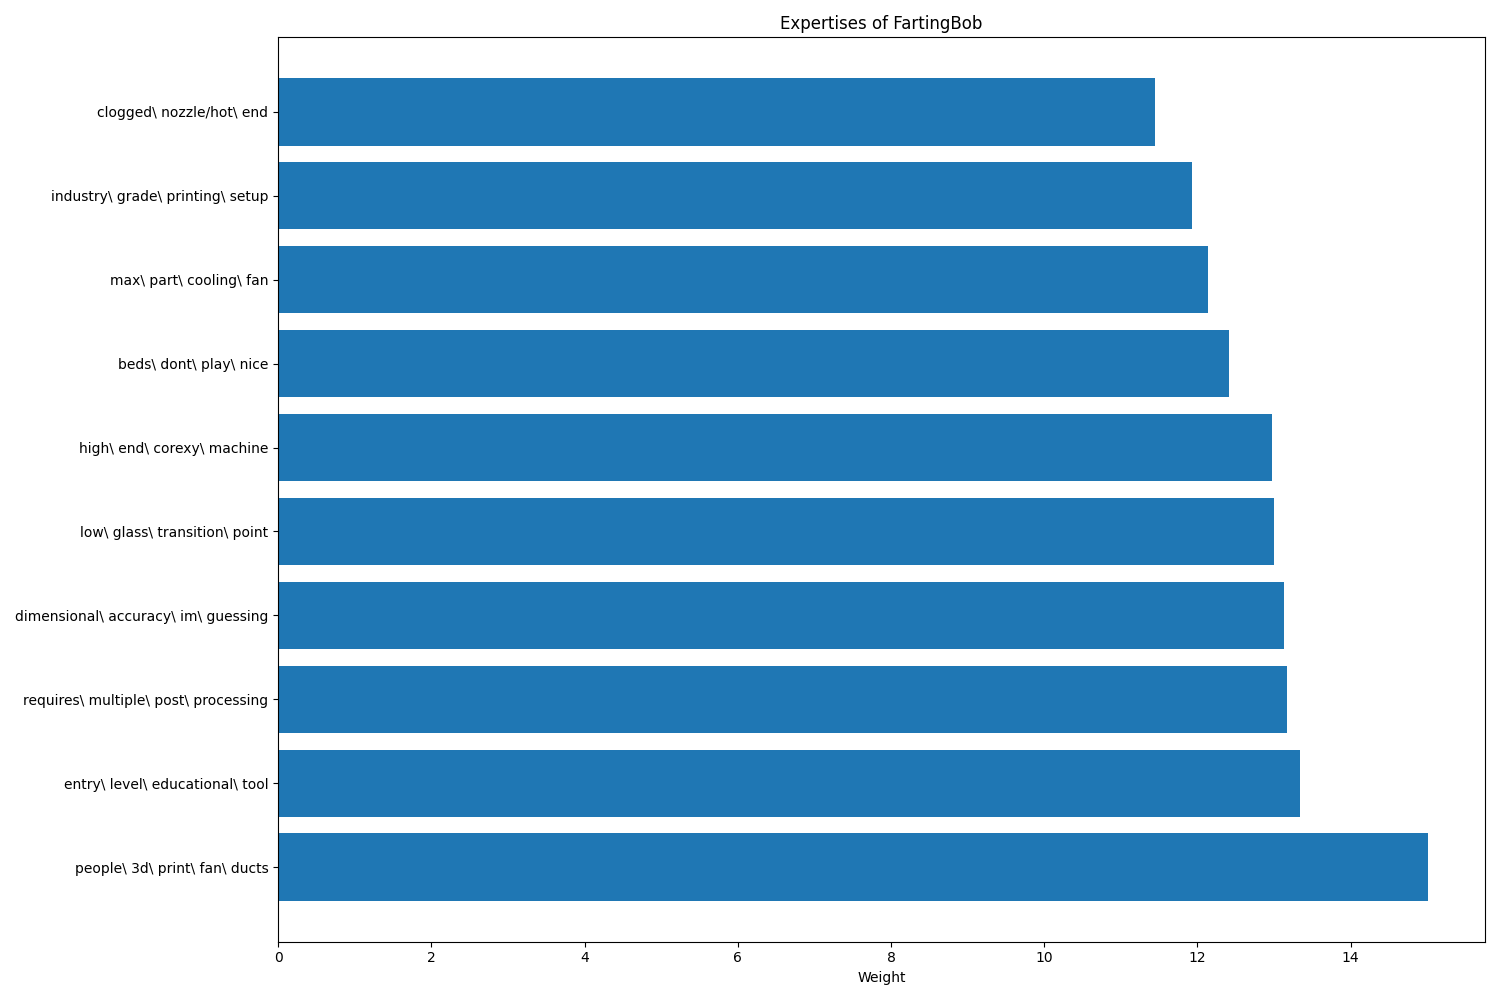 Expertises of FartingBob
clogged\ nozzle/hot\ end
industry\ grade\ printing\ setup
max\ part\ cooling\ fan
beds\ dont\ play\ nice
high\ end\ corexy\ machine
low\ glass\ transition\ point
dimensional\ accuracy\ im\ guessing
requires\ multiple\ post\ processing
entry\ level\ educational\ tool
people\ 3d\ print\ fan\ ducts
0 2 4 6 8 10 12 14
Weight